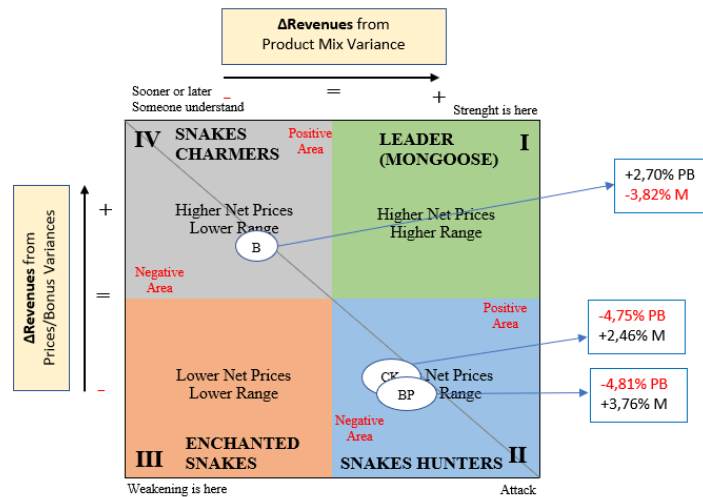 ΔRevenues from
Product Mix Variance
Sooner or later
Someone understand
-
=
+
Strenght is here
IV
SNAKES
CHARMERS
Positive
Area
LEADER
(MONGOOSE)
I
+2,70% PB
-3,82% M
ΔRevenues from
Prices/Bonus Variances
+
=
-
Higher Net Prices
Lower Range
B
Higher Net Prices
Higher Range
Negative
Area
Positive
Area
-4,75% PB
+2,46% M
Lower Net Prices
Lower Range
CK
Net Prices
BP
Range
-4,81% PB
+3,76% M
Negative
Area
III
ENCHANTED
SNAKES
SNAKES HUNTERS
II
Weakening is here
Attack